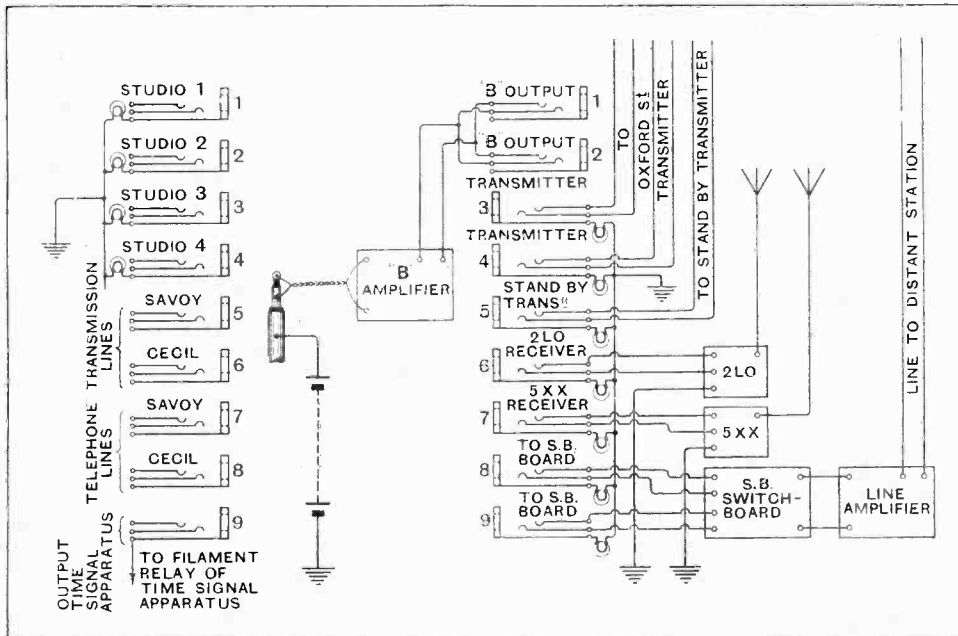 STUDIO 1
1
STUDIO 2
2
STUDIO 3
3
STUDIO 4
4
TRANSMISSION
LINES
SAVOY
5
CECIL
6
TELEPHONE
LINES
SAVOY
7
CECIL
8
9
OUTPUT
TIME
SIGNAL
APPARATUS
TO FILAMENT
RELAY OF
TIME SIGNAL
APPARATUS
"B"
AMPLIFIER
"B" OUTPUT
1
"B" OUTPUT
2
TRANSMITTER
3
TRANSMITTER
4
STAND BY
TRANSR
5
2LO
RECEIVER
6
5XX
RECEIVER
7
TO S.B.
BOARD
8
TO S.B.
BOARD
9
TO
OXFORD ST
TRANSMITTER
TO STAND BY TRANSMITTER
LINE TO DISTANT STATION
2LO
5XX
S.B.
SWITCH-
BOARD
LINE
AMPLIFIER